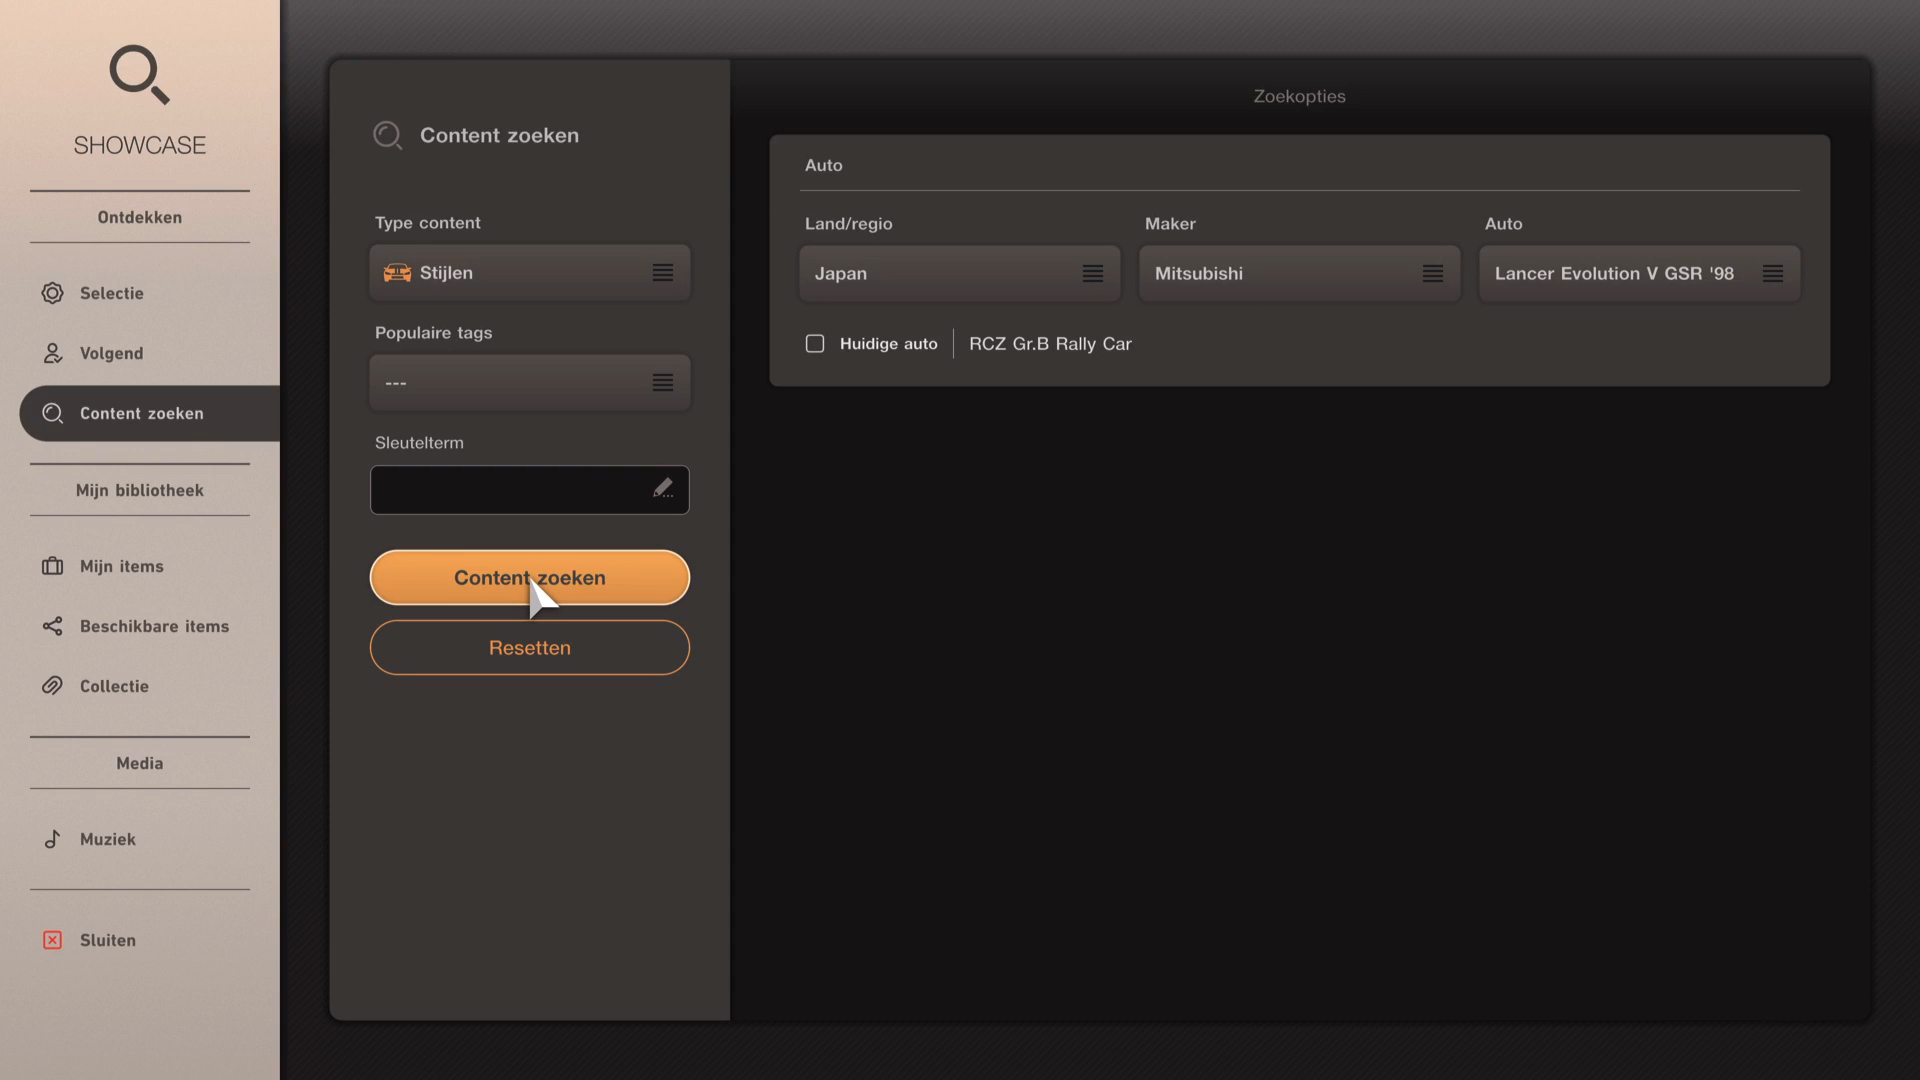 SHOWCASE
Ontdekken
Selectie
Volgend
Content zoeken
Mijn bibliotheek
Mijn items
Beschikbare items
Collectie
Media
Muziek
Sluiten
Content zoeken
Type content
Stijlen
Populaire tags
---
Sleutelterm
Content zoeken
Resetten
Zoekopties
Auto
Land/regio Maker Auto
Japan Mitsubishi Lancer Evolution V GSR '98
Huidige auto RCZ Gr.B Rally Car